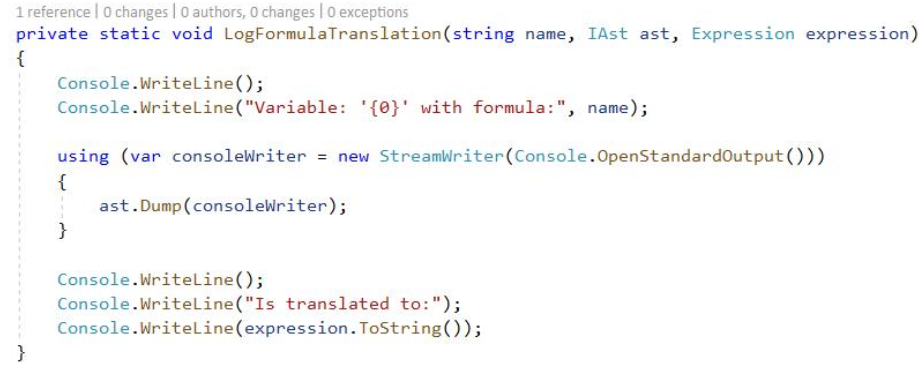 1 reference | 0 changes | 0 authors, 0 changes | 0 exceptions
private static void LogFormulaTranslation(string name, IAst ast, Expression expression)
{
    Console.WriteLine();
    Console.WriteLine("Variable: '{0}' with formula:", name);

    using (var consoleWriter = new StreamWriter(Console.OpenStandardOutput()))
    {
        ast.Dump(consoleWriter);
    }

    Console.WriteLine();
    Console.WriteLine("Is translated to:");
    Console.WriteLine(expression.ToString());
}